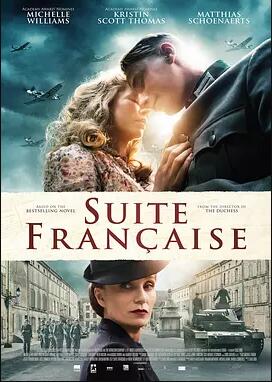 ACADEMY AWARD NOMINEE
MICHELLE
WILLIAMS
ACADEMY AWARD NOMINEE
KRISTIN
SCOTT THOMAS
MATTHIAS
SCHOENAERTS
BASED ON THE
BESTSELLING NOVEL
FROM THE DIRECTOR OF
THE DUCHESS
SUITE
FRANÇAISE